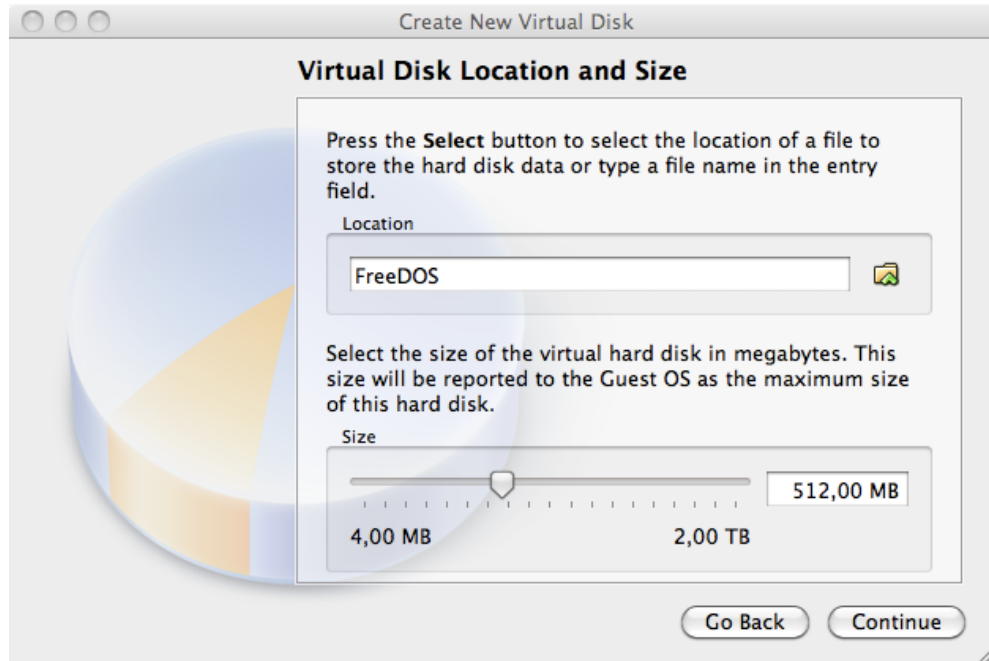 Create New Virtual Disk
Virtual Disk Location and Size
Press the Select button to select the location of a file to
store the hard disk data or type a file name in the entry
field.
Location
FreeDOS
Select the size of the virtual hard disk in megabytes. This
size will be reported to the Guest OS as the maximum size
of this hard disk.
Size
512,00 MB
4,00 MB 2,00 TB
Go Back Continue